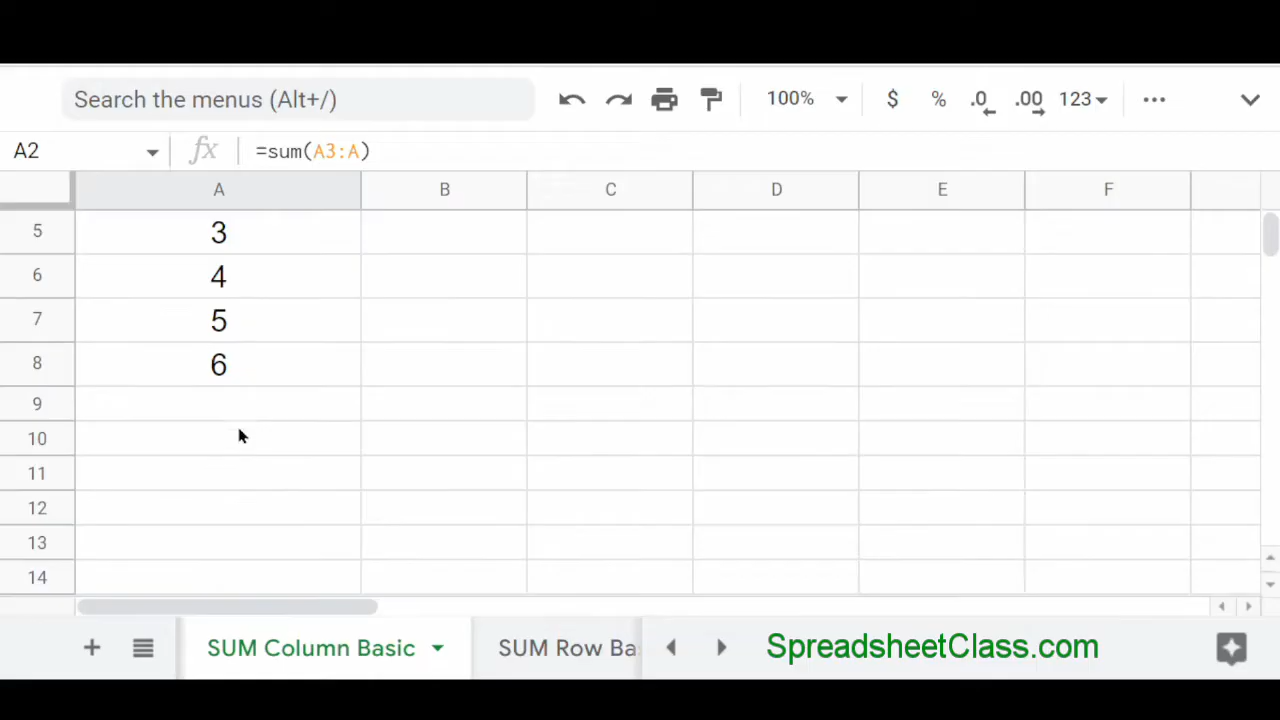 Search the menus (Alt+/) 100% $ % .0 .00 123
A2 fx =sum(A3:A)
A B C D E F
5 3
6 4
7 5
8 6
9
10
11
12
13
14
SUM Column Basic SUM Row Ba SpreadsheetClass.com